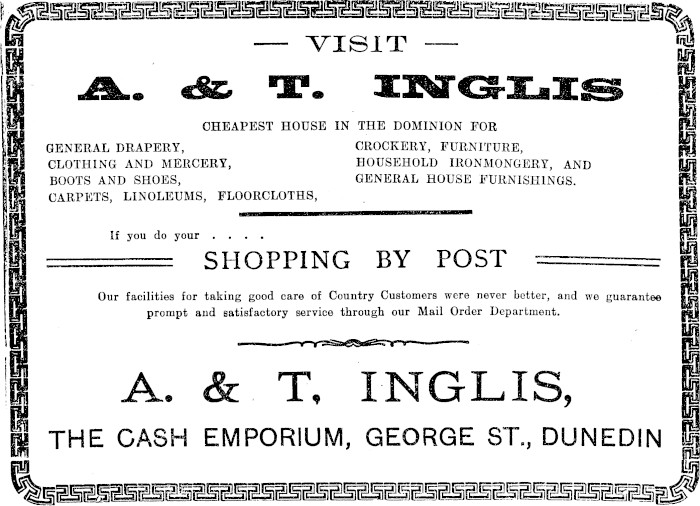 — VISIT —
A. & T. INGLIS
CHEAPEST HOUSE IN THE DOMINION FOR
GENERAL DRAPERY,
CLOTHING AND MERCERY,
BOOTS AND SHOES,
CARPETS, LINOLEUMS, FLOORCLOTHS,
CROCKERY, FURNITURE,
HOUSEHOLD IRONMONGERY, AND
GENERAL HOUSE FURNISHINGS.
If you do your . . . .
SHOPPING BY POST
Our facilities for taking good care of Country Customers were never better, and we guarantee
prompt and satisfactory service through our Mail Order Department.
A. & T. INGLIS,
THE CASH EMPORIUM, GEORGE ST., DUNEDIN